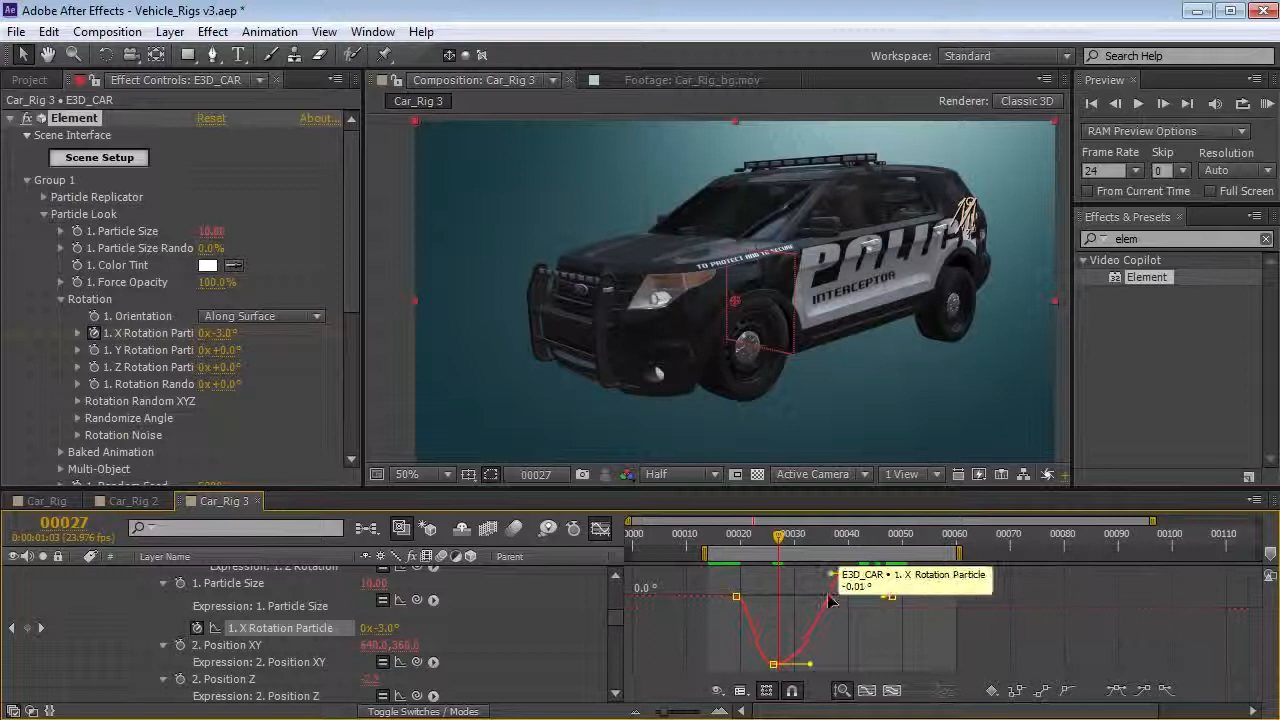 Adobe After Effects - Vehicle_Rigs v3.aep *
File Edit Composition Layer Effect Animation View Window Help
Workspace: Standard Search Help
Project Effect Controls: E3D_CAR Composition: Car_Rig 3 Footage: Car_Rig_bg.mov Preview
Car_Rig 3 • E3D_CAR Car_Rig 3 Renderer: Classic 3D
fx Element Reset About...
Scene Interface
Scene Setup
Group 1
Particle Replicator
Particle Look
1. Particle Size 10.00
1. Particle Size Rando 0.0%
1. Color Tint
1. Force Opacity 100.0%
Rotation
1. Orientation Along Surface
1. X Rotation Parti 0x-3.0°
1. Y Rotation Parti 0x+0.0°
1. Z Rotation Parti 0x+0.0°
1. Rotation Rando 0x+0.0°
Rotation Random XYZ
Randomize Angle
Rotation Noise
Baked Animation
Multi-Object
TO PROTECT AND TO SECURE
INTERCEPTOR
RAM Preview Options
Frame Rate Skip Resolution
24 0 Auto
From Current Time Full Screen
Effects & Presets
elem
Video Copilot
Element
50% 00027 Half Active Camera 1 View
Car_Rig Car_Rig 2 Car_Rig 3
00027
0:00:01:03 (23.976 fps)
0000 00010 00020 00030 00040 00050 00060 00070 00080 00090 00100 00110
# Layer Name Parent
Particle Size 10.00
Expression: 1. Particle Size
1. X Rotation Particle 0x-3.0°
2. Position XY 640.0,360.0
Expression: 2. Position XY
2. Position Z
Expression: 2. Position Z
0.0 °
E3D_CAR • 1. X Rotation Particle
-0.01 °
Toggle Switches / Modes